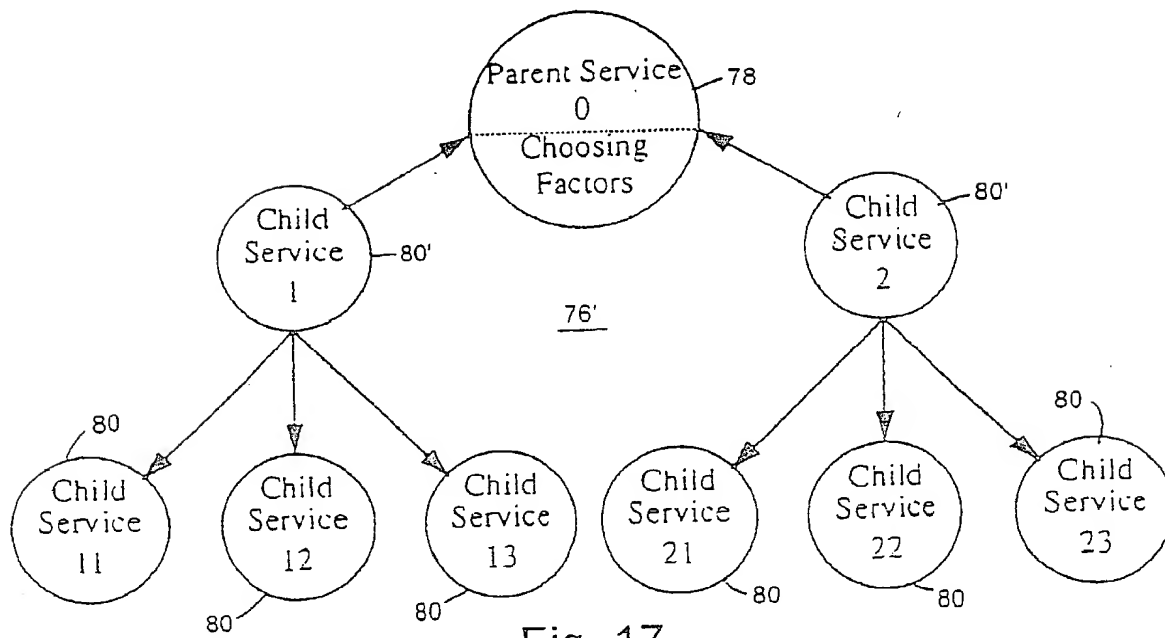 Parent Service
0
Choosing
Factors
78
Child
Service
1
80'
Child
Service
2
80'
76'
80
Child
Service
11
Child
Service
12
80
Child
Service
13
80
Child
Service
21
80
Child
Service
22
80
80
Child
Service
23
Fig. 17